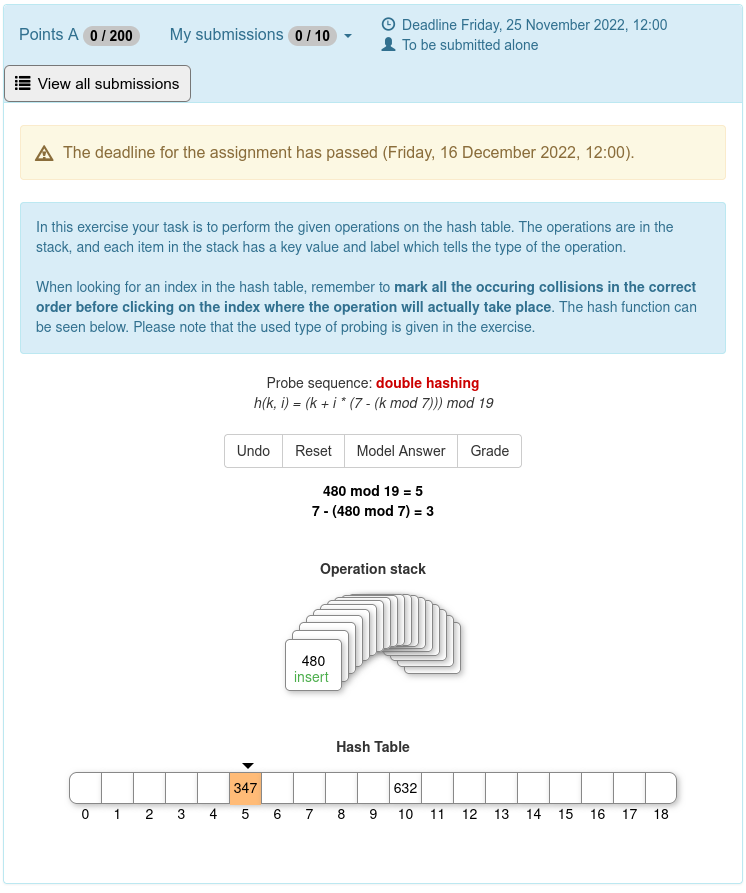 Points A 0 / 200 My submissions 0 / 10
Deadline Friday, 25 November 2022, 12:00
To be submitted alone
View all submissions
The deadline for the assignment has passed (Friday, 16 December 2022, 12:00).
In this exercise your task is to perform the given operations on the hash table. The operations are in the
stack, and each item in the stack has a key value and label which tells the type of the operation.
When looking for an index in the hash table, remember to mark all the occuring collisions in the correct
order before clicking on the index where the operation will actually take place. The hash function can
be seen below. Please note that the used type of probing is given in the exercise.
Probe sequence: double hashing
h(k, i) = (k + i * (7 - (k mod 7))) mod 19
Undo Reset Model Answer Grade
480 mod 19 = 5
7 - (480 mod 7) = 3
Operation stack
480
insert
Hash Table
347 632
0 1 2 3 4 5 6 7 8 9 10 11 12 13 14 15 16 17 18